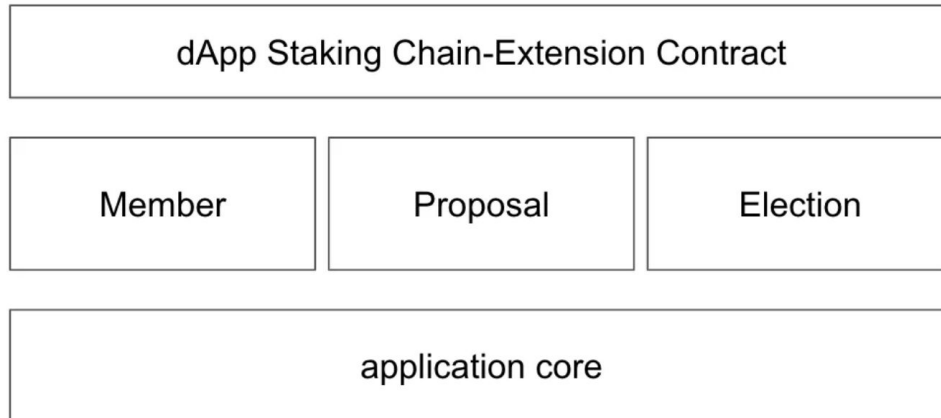 dApp Staking Chain-Extension Contract
Member
Proposal
Election
application core